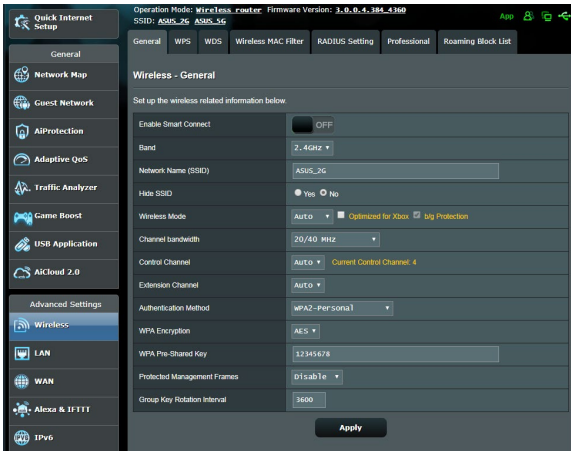 Quick Internet
Setup
General
Network Map
Guest Network
AiProtection
Adaptive QoS
Traffic Analyzer
Game Boost
USB Application
AiCloud 2.0
Advanced Settings
Wireless
LAN
WAN
Alexa & IFTTT
IPv6
Operation Mode: Wireless router Firmware Version: 3.0.0.4.384_4360
SSID: ASUS_2G ASUS_5G
App
General WPS WDS Wireless MAC Filter RADIUS Setting Professional Roaming Block List
Wireless - General
Set up the wireless related information below.
Enable Smart Connect OFF
Band 2.4GHz
Network Name (SSID) ASUS_2G
Hide SSID Yes No
Wireless Mode Auto Optimized for Xbox b/g Protection
Channel bandwidth 20/40 MHz
Control Channel Auto Current Control Channel: 4
Extension Channel Auto
Authentication Method WPA2-Personal
WPA Encryption AES
WPA Pre-Shared Key 12345678
Protected Management Frames Disable
Group Key Rotation Interval 3600
Apply